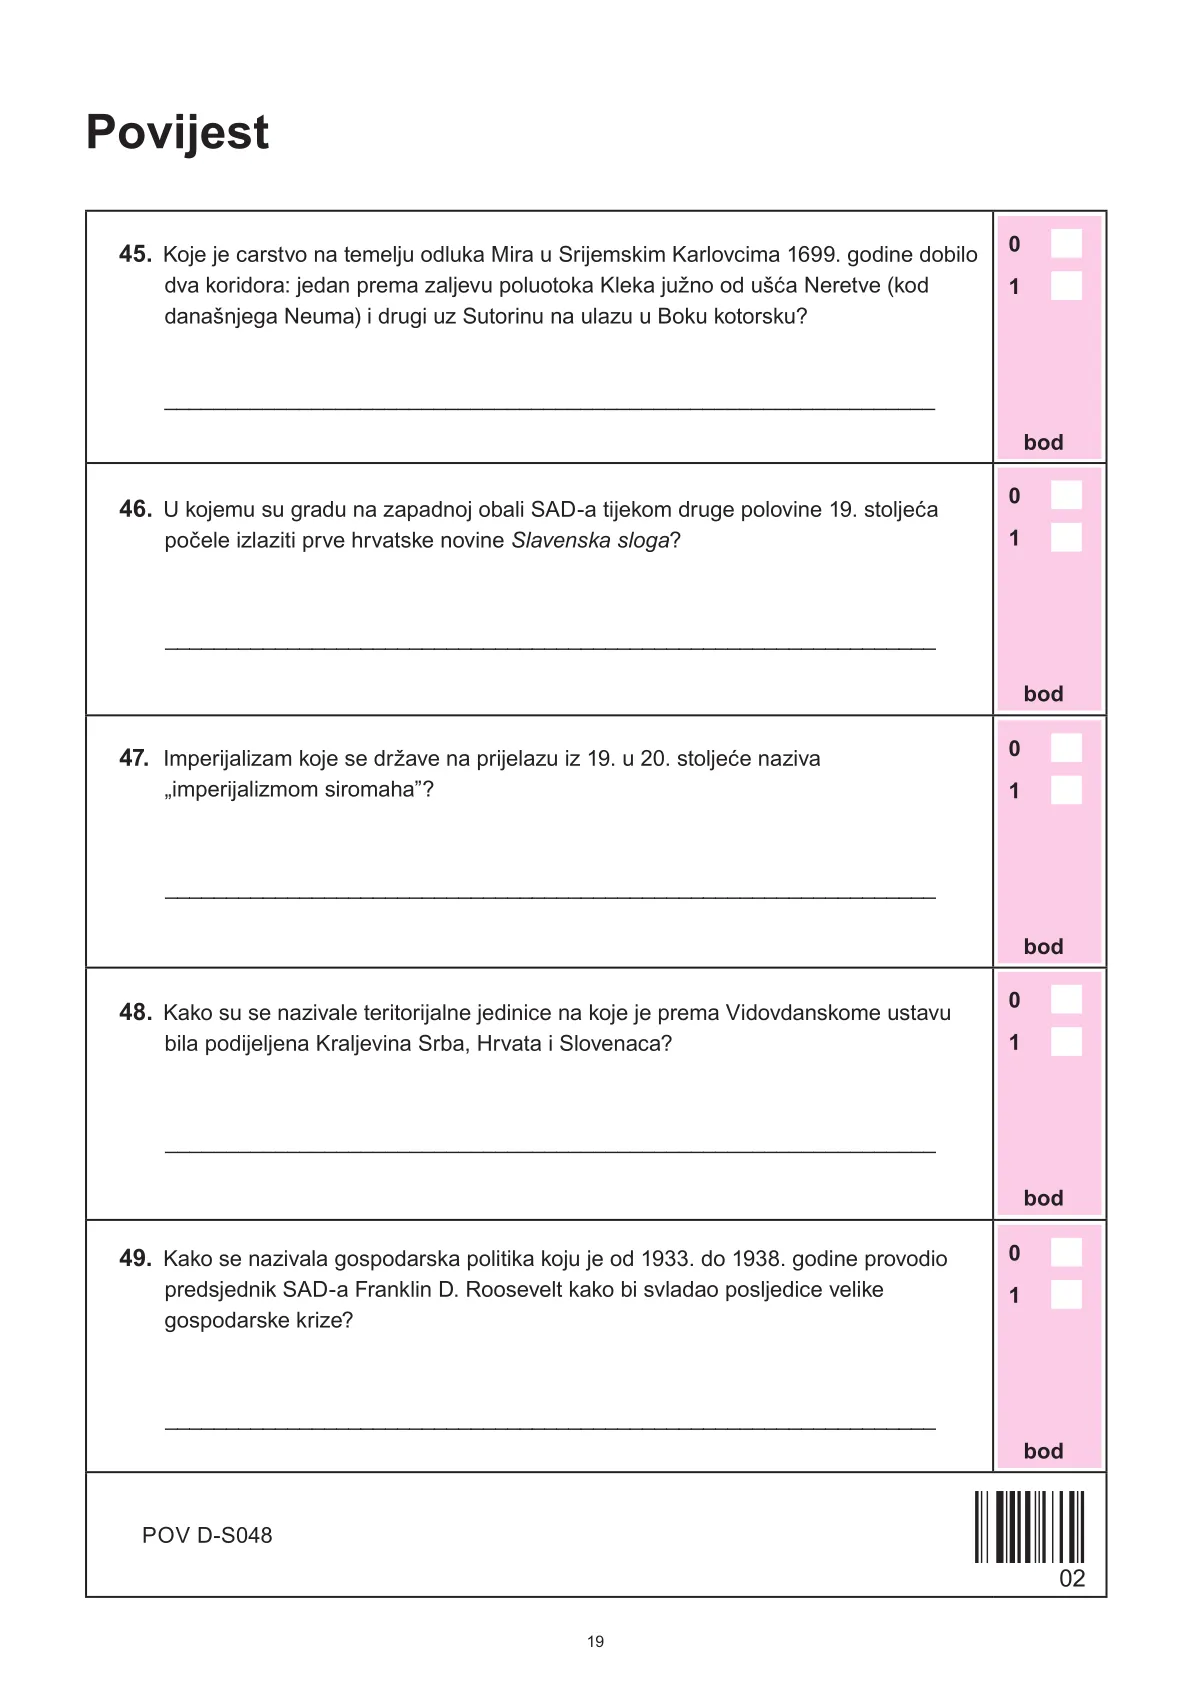 Povijest
45. Koje je carstvo na temelju odluka Mira u Srijemskim Karlovcima 1699. godine dobilo
dva koridora: jedan prema zaljevu poluotoka Kleka južno od ušća Neretve (kod
današnjega Neuma) i drugi uz Sutorinu na ulazu u Boku kotorsku?
0
1
bod
46. U kojemu su gradu na zapadnoj obali SAD-a tijekom druge polovine 19. stoljeća
počele izlaziti prve hrvatske novine Slavenska sloga?
0
1
bod
47. Imperijalizam koje se države na prijelazu iz 19. u 20. stoljeće naziva
„imperijalizmom siromaha”?
0
1
bod
48. Kako su se nazivale teritorijalne jedinice na koje je prema Vidovdanskome ustavu
bila podijeljena Kraljevina Srba, Hrvata i Slovenaca?
0
1
bod
49. Kako se nazivala gospodarska politika koju je od 1933. do 1938. godine provodio
predsjednik SAD-a Franklin D. Roosevelt kako bi svladao posljedice velike
gospodarske krize?
0
1
bod
POV D-S048
02
19